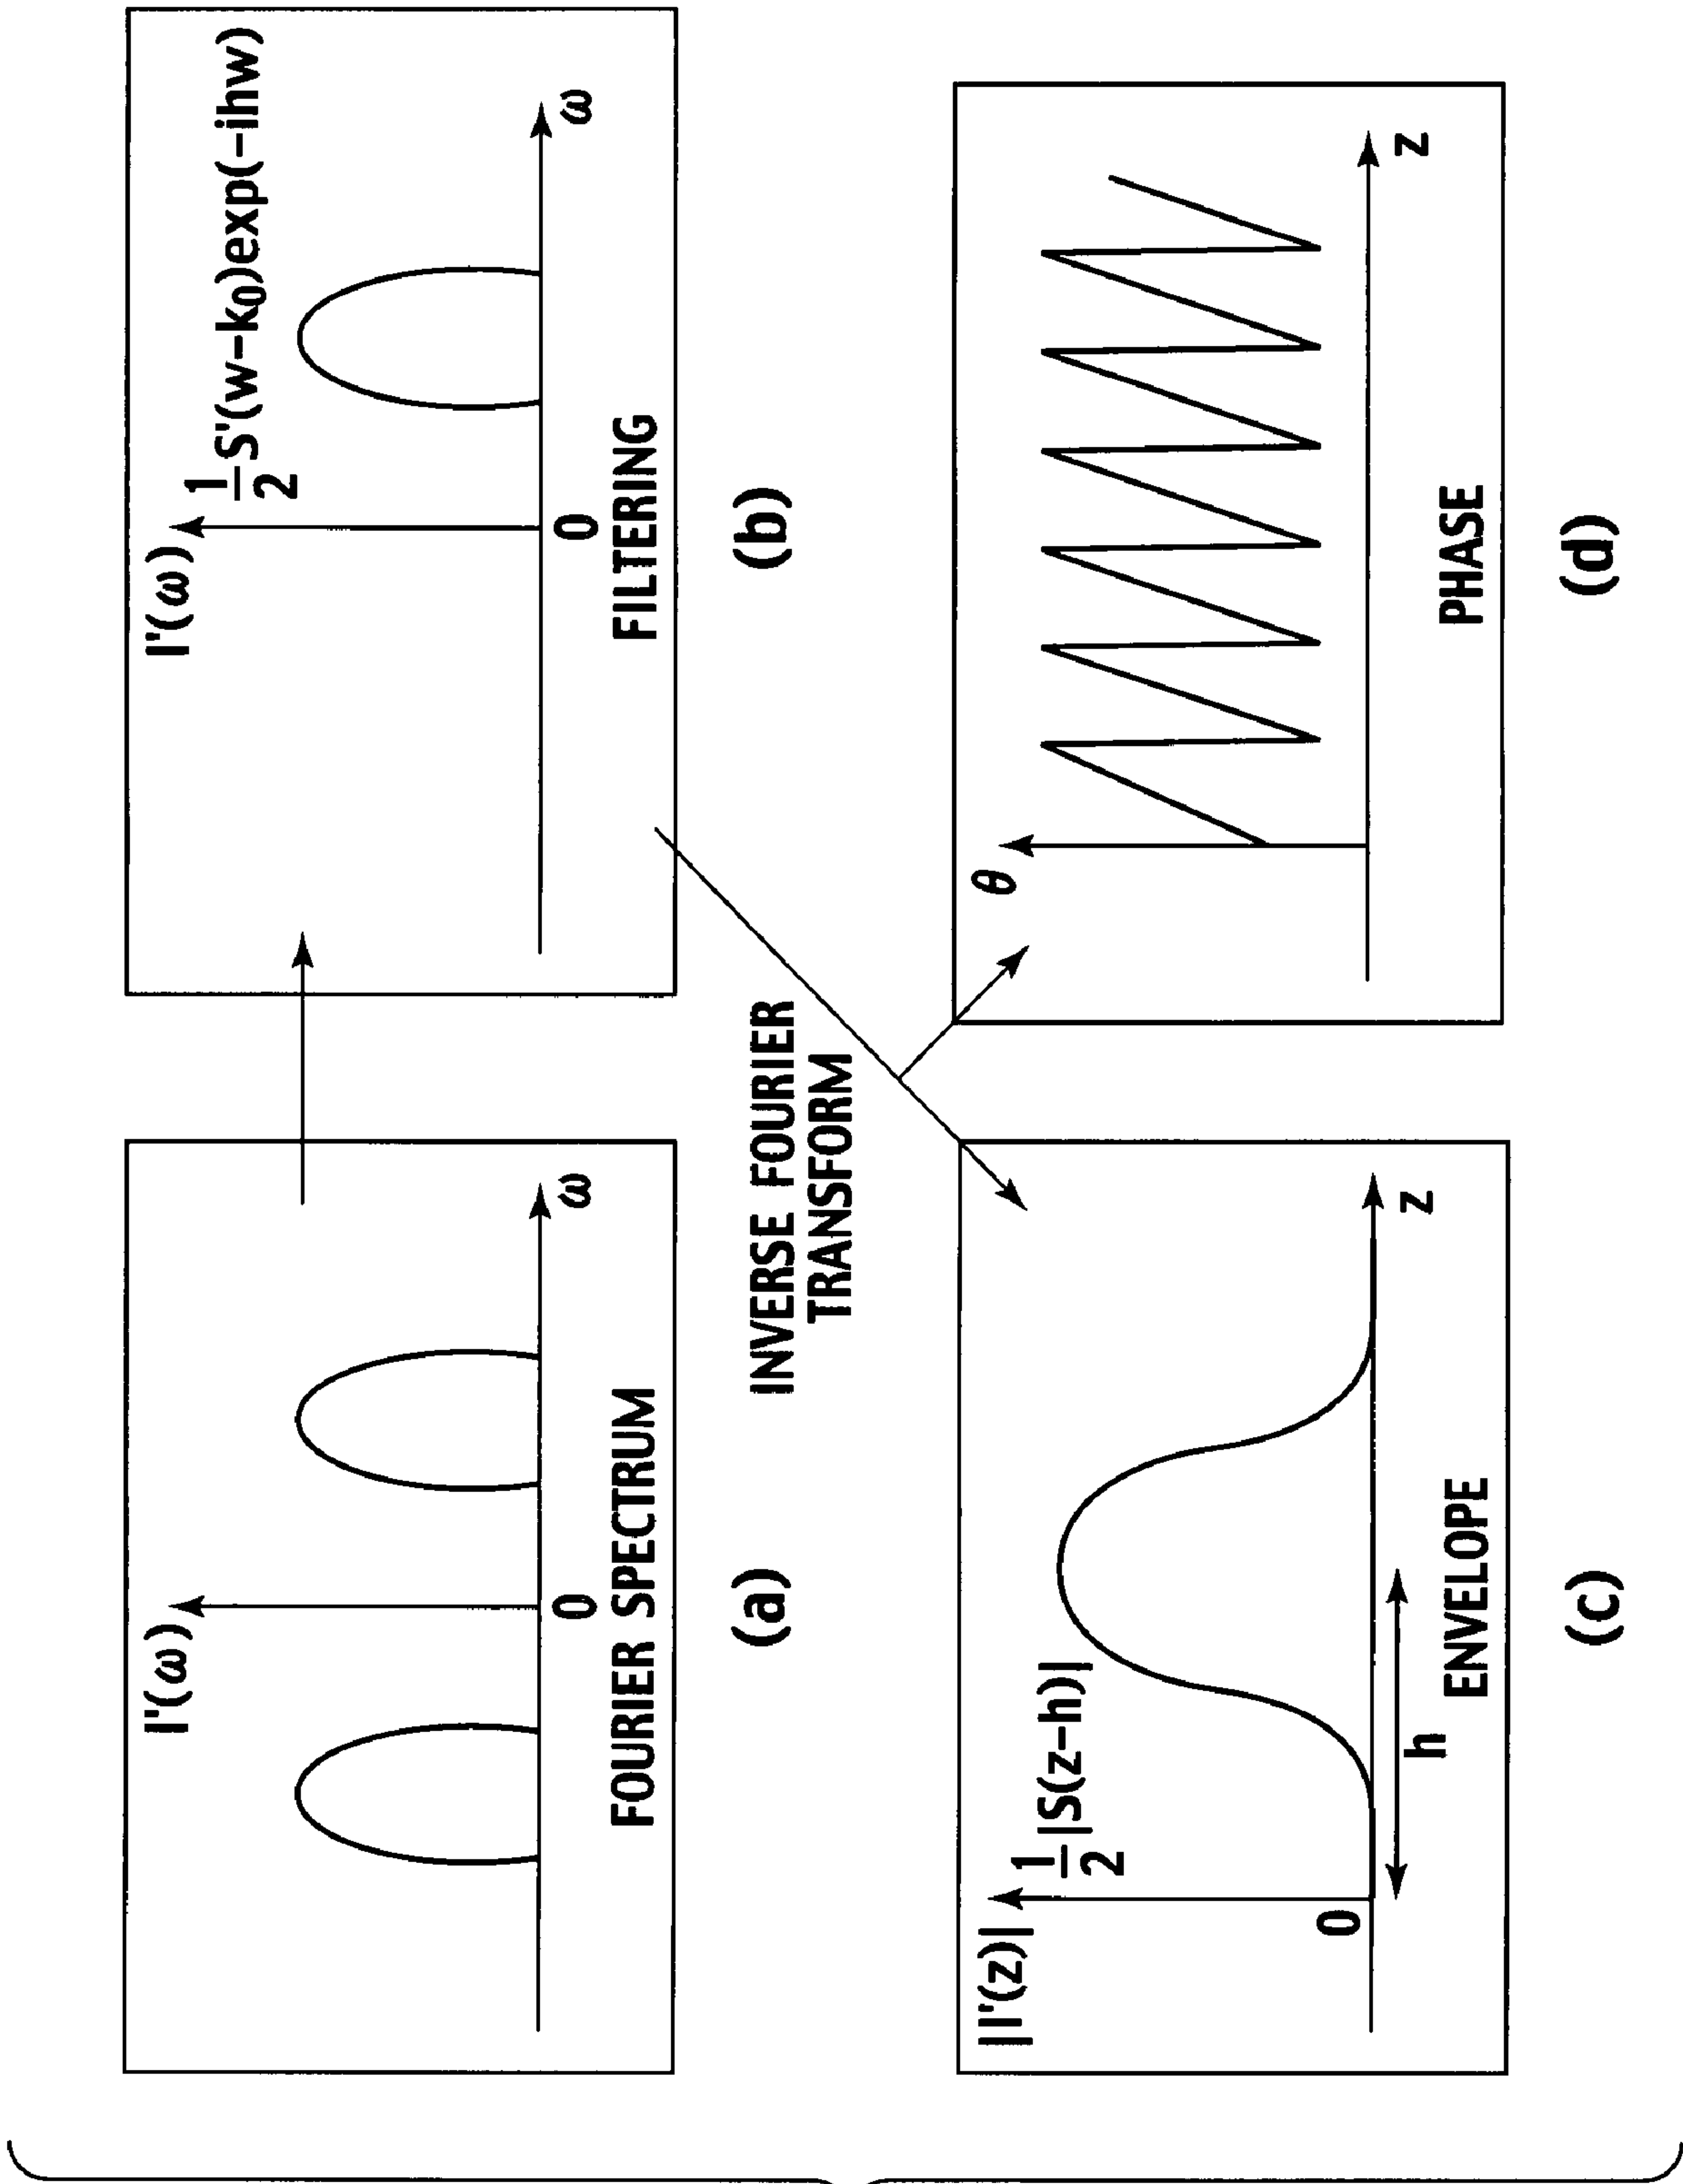 I'(ω)
0
ω
FOURIER SPECTRUM
(a)
I'(ω)
1/2 S'(w-k₀)exp(-ihw)
0
ω
FILTERING
(b)
INVERSE FOURIER
TRANSFORM
|I'(z)|
1/2 |S(z-h)|
0
z
h
ENVELOPE
(c)
θ
z
PHASE
(d)